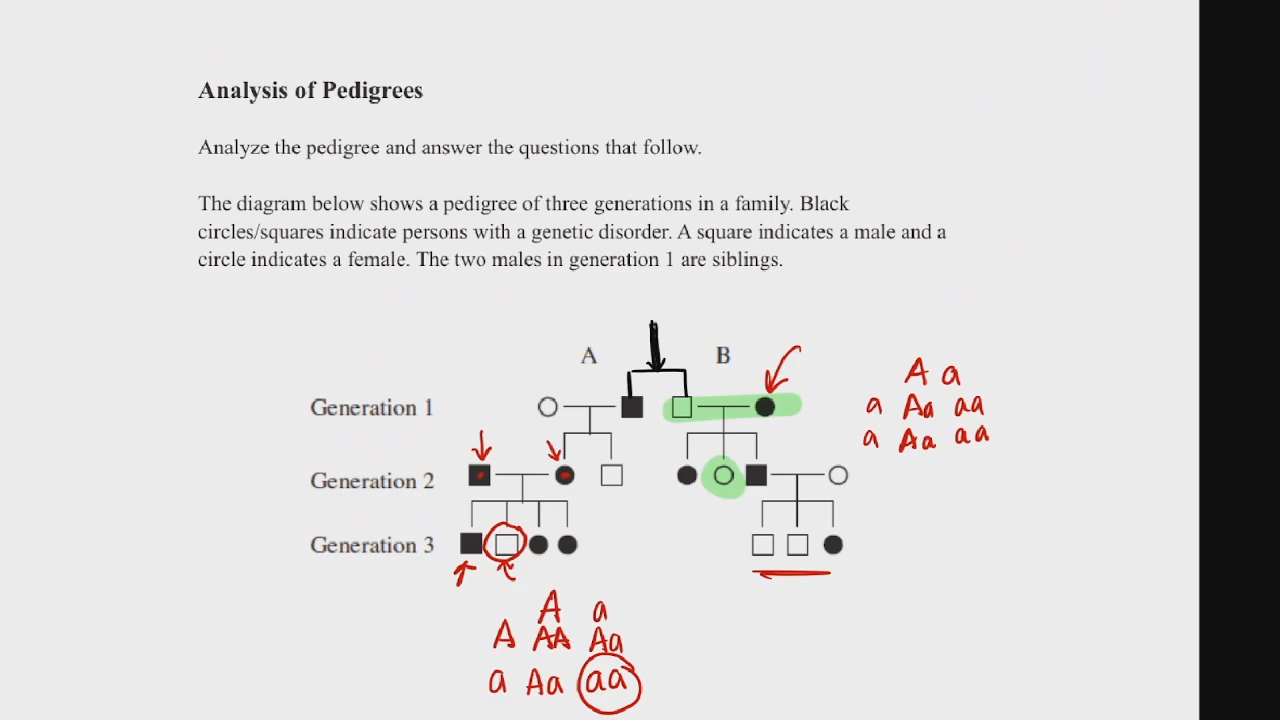 Analysis of Pedigrees
Analyze the pedigree and answer the questions that follow.
The diagram below shows a pedigree of three generations in a family. Black
circles/squares indicate persons with a genetic disorder. A square indicates a male and a
circle indicates a female. The two males in generation 1 are siblings.
A B
Generation 1
Generation 2
Generation 3
A a
a Aa aa
a Aa aa
A a
A AA Aa
a Aa aa